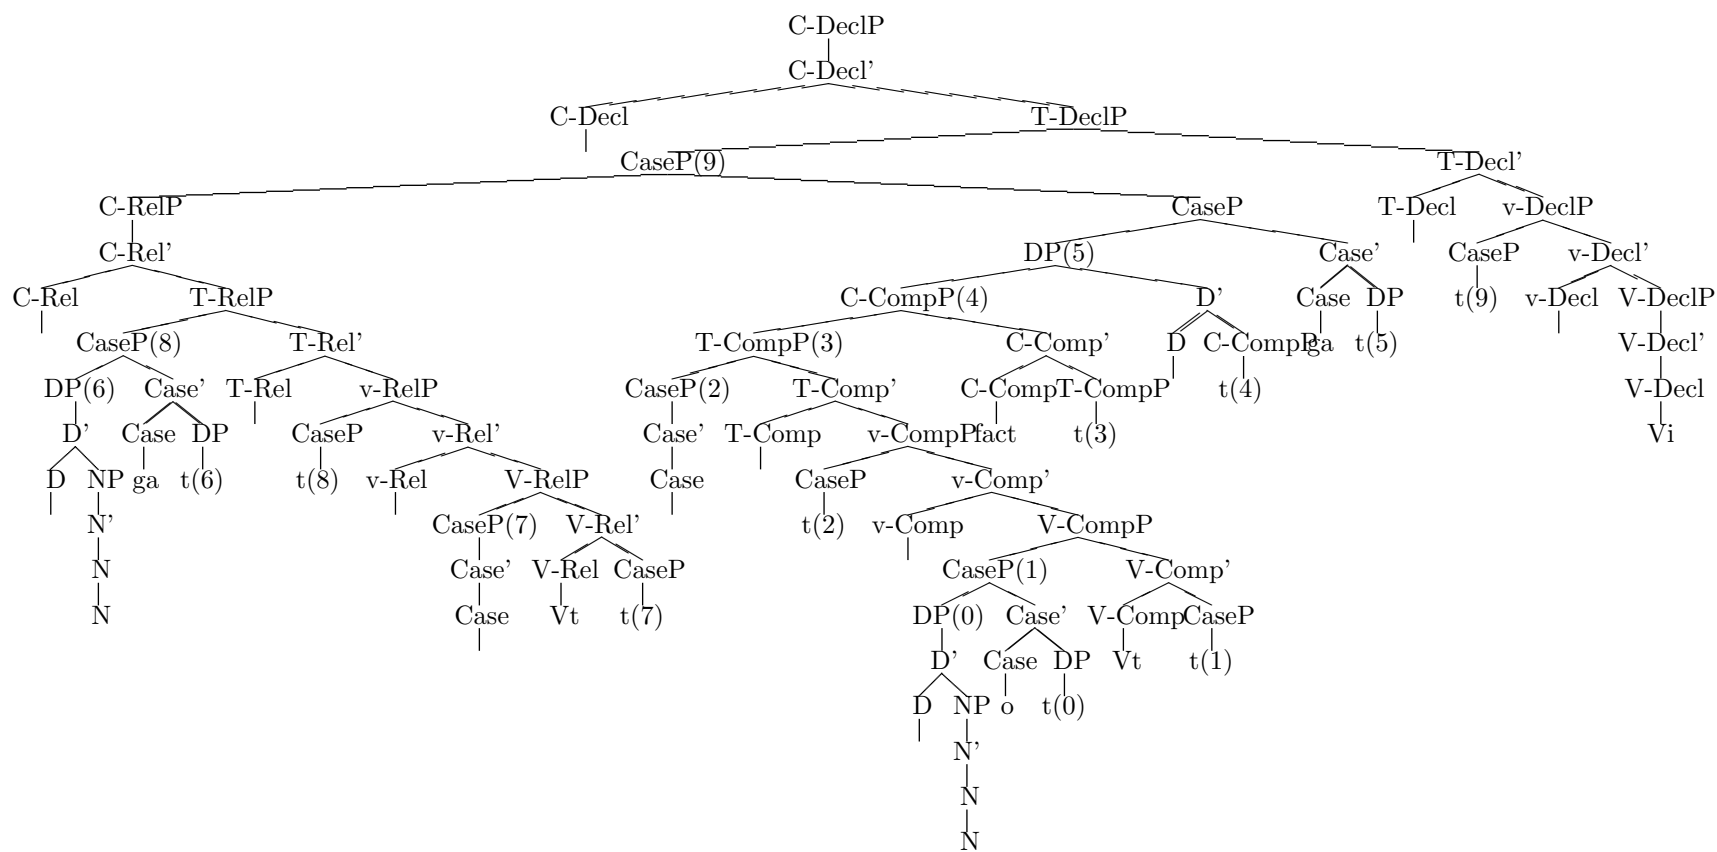 C-DeclP
C-Decl'
C-Decl T-DeclP
CaseP(9) T-Decl'
C-RelP CaseP T-Decl v-DeclP
C-Rel' DP(5) Case' CaseP v-Decl'
C-Rel T-RelP C-CompP(4) D' Case DP t(9) v-Decl V-DeclP
CaseP(8) T-Rel' T-CompP(3) C-Comp' D C-CompP ga t(5) V-Decl'
DP(6) Case' T-Rel v-RelP CaseP(2) T-Comp' C-Comp T-CompP t(4) V-Decl
D' Case DP CaseP v-Rel' Case' T-Comp v-CompP fact t(3) Vi
D NP ga t(6) t(8) v-Rel V-RelP Case CaseP v-Comp'
N' CaseP(7) V-Rel' t(2) v-Comp V-CompP
N Case' V-Rel CaseP CaseP(1) V-Comp'
N Case Vt t(7) DP(0) Case' V-Comp CaseP
D' Case DP Vt t(1)
D NP o t(0)
N'
N
N